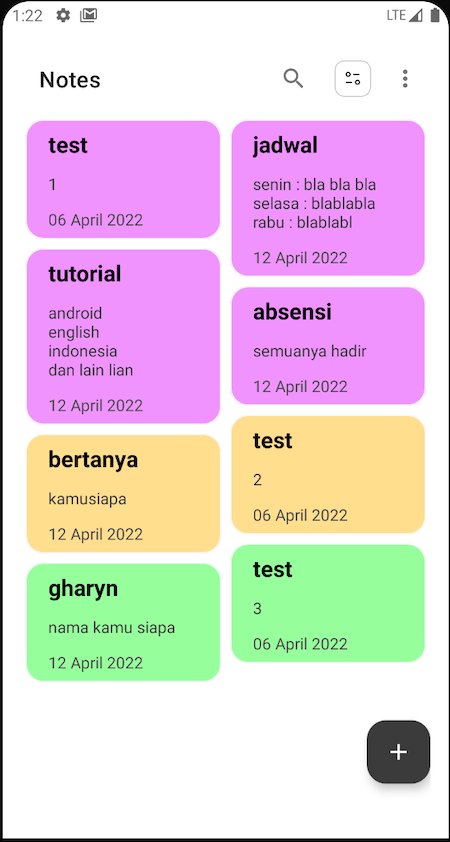 1:22
LTE
Notes
test
1
06 April 2022
jadwal
senin : bla bla bla
selasa : blablabla
rabu : blablabl
12 April 2022
tutorial
android
english
indonesia
dan lain lian
12 April 2022
absensi
semuanya hadir
12 April 2022
bertanya
kamusiapa
12 April 2022
test
2
06 April 2022
gharyn
nama kamu siapa
12 April 2022
test
3
06 April 2022